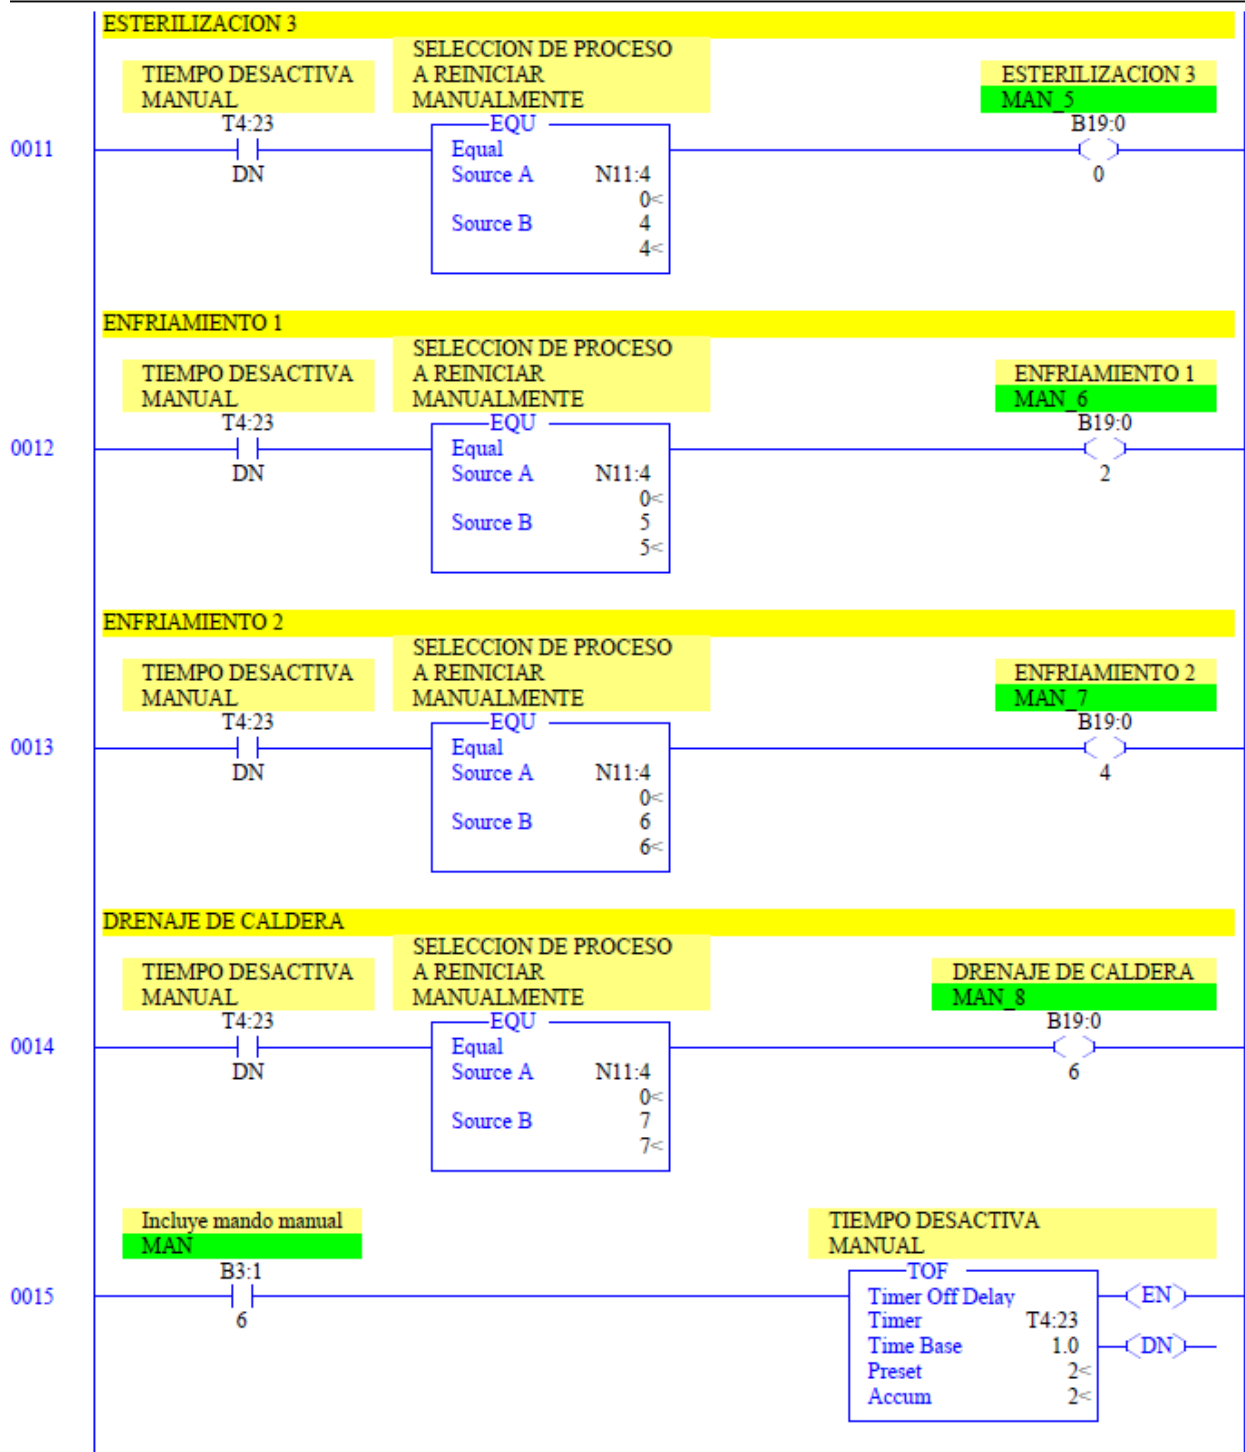 ESTERILIZACION 3
SELECCION DE PROCESO
TIEMPO DESACTIVA A REINICIAR ESTERILIZACION 3
MANUAL MANUALMENTE MAN_5
T4:23 EQU B19:0
0011 Equal
DN Source A N11:4 0
0<
Source B 4
4<
ENFRIAMIENTO 1
SELECCION DE PROCESO
TIEMPO DESACTIVA A REINICIAR ENFRIAMIENTO 1
MANUAL MANUALMENTE MAN_6
T4:23 EQU B19:0
0012 Equal
DN Source A N11:4 2
0<
Source B 5
5<
ENFRIAMIENTO 2
SELECCION DE PROCESO
TIEMPO DESACTIVA A REINICIAR ENFRIAMIENTO 2
MANUAL MANUALMENTE MAN_7
T4:23 EQU B19:0
0013 Equal
DN Source A N11:4 4
0<
Source B 6
6<
DRENAJE DE CALDERA
SELECCION DE PROCESO
TIEMPO DESACTIVA A REINICIAR DRENAJE DE CALDERA
MANUAL MANUALMENTE MAN_8
T4:23 EQU B19:0
0014 Equal
DN Source A N11:4 6
0<
Source B 7
7<
Incluye mando manual TIEMPO DESACTIVA
MAN MANUAL
B3:1 TOF
0015 Timer Off Delay EN
6 Timer T4:23
Time Base 1.0 DN
Preset 2<
Accum 2<